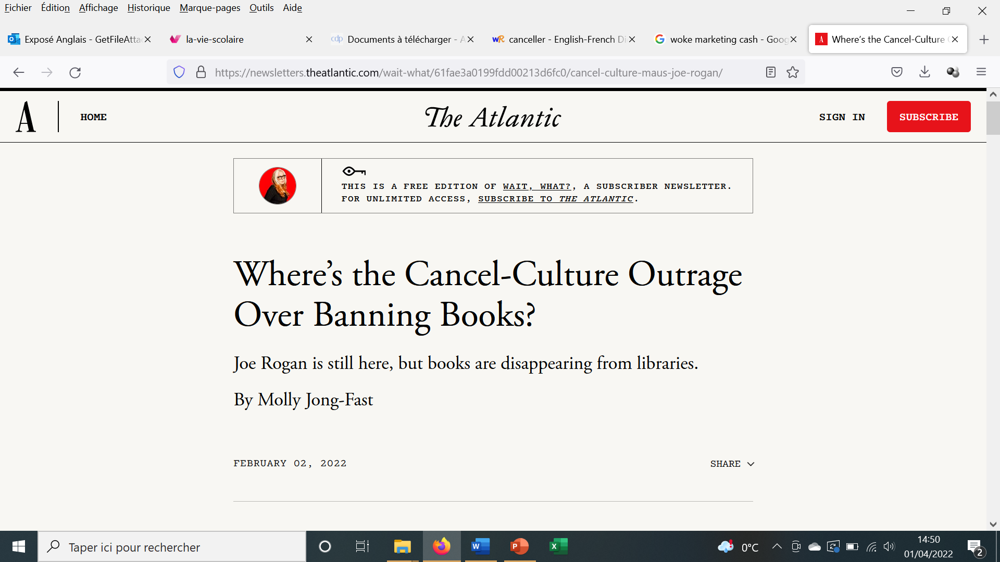 Fichier Édition Affichage Historique Marque-pages Outils Aide
Exposé Anglais - GetFileAtta
la-vie-scolaire
Documents à télécharger - A
canceller - English-French Di
woke marketing cash - Goog
Where's the Cancel-Culture
https://newsletters.theatlantic.com/wait-what/61fae3a0199fdd00213d6fc0/cancel-culture-maus-joe-rogan/
A
HOME
The Atlantic
SIGN IN
SUBSCRIBE
THIS IS A FREE EDITION OF WAIT, WHAT?, A SUBSCRIBER NEWSLETTER.
FOR UNLIMITED ACCESS, SUBSCRIBE TO THE ATLANTIC.
Where's the Cancel-Culture Outrage
Over Banning Books?
Joe Rogan is still here, but books are disappearing from libraries.
By Molly Jong-Fast
FEBRUARY 02, 2022
SHARE
Taper ici pour rechercher
0°C
14:50
01/04/2022
2